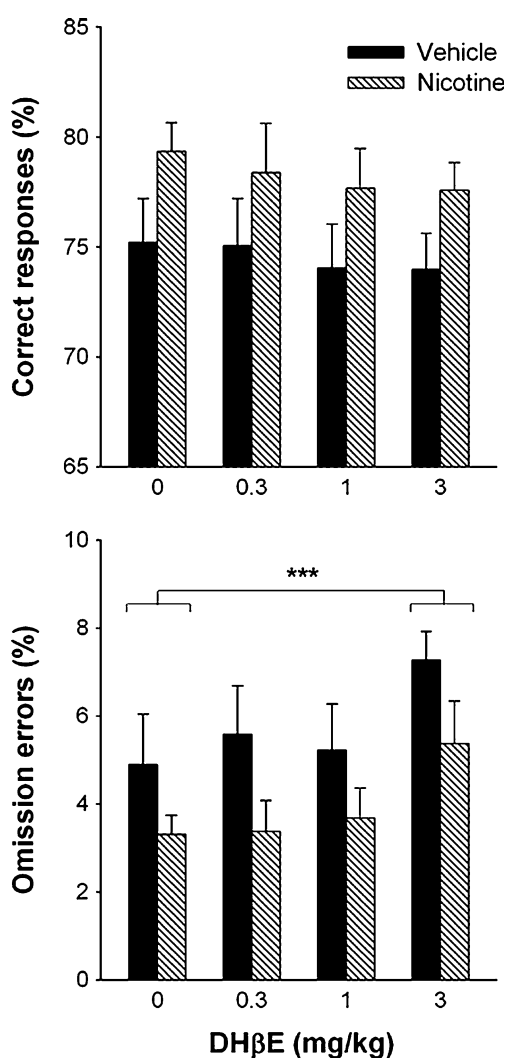 85
80
75
70
65
Correct responses (%)
Vehicle
Nicotine
0 0.3 1 3
10
8
6
4
2
0
Omission errors (%)
***
0 0.3 1 3
DHβE (mg/kg)